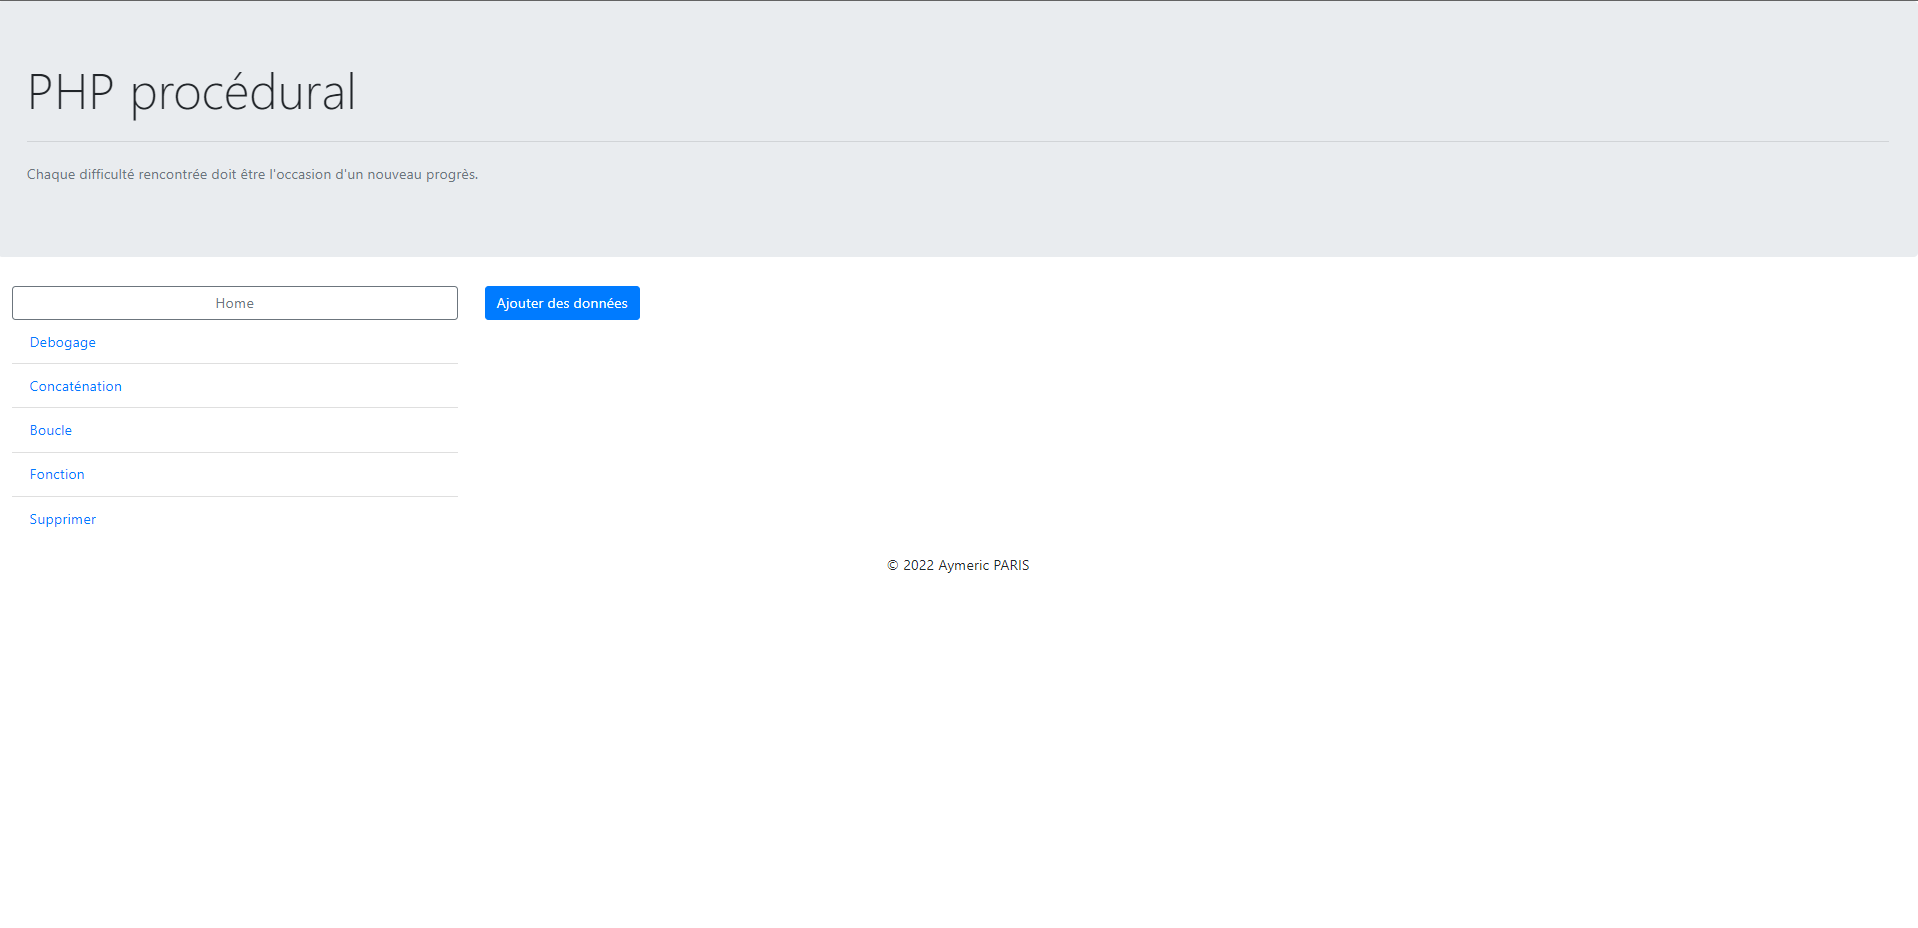 PHP procédural
Chaque difficulté rencontrée doit être l'occasion d'un nouveau progrès.
Home
Ajouter des données
Debogage
Concaténation
Boucle
Fonction
Supprimer
© 2022 Aymeric PARIS